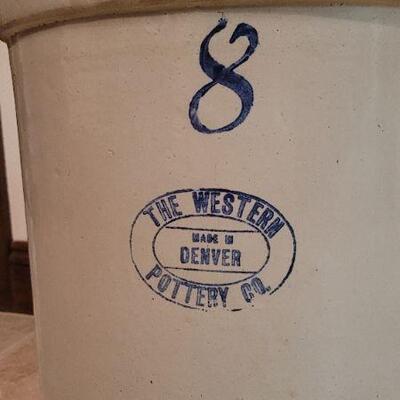 8
THE WESTERN
MADE IN
DENVER
POTTERY CO.